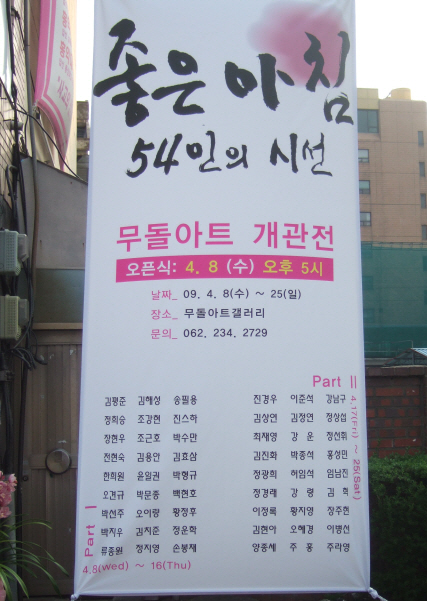 좋은 아침
54인의 시선
무돌아트 개관전
오픈식: 4. 8 (수) 오후 5시
날짜_ 09. 4. 8(수) ~ 25(일)
장소_ 무돌아트갤러리
문의_ 062. 234. 2729
Part I
4.8(Wed) ~ 16(Thu)
김평준 김해성 송필용
정희승 조강현 진스하
장현우 조근호 박수만
전현숙 김용안 김효삼
한희원 윤일권 박형규
오견규 박문종 백현호
박선주 오이량 황정후
박지우 김지준 정운학
류종원 정지영 손봉채
Part II
4.17(Fri) ~ 25(Sat)
진경우 이준석 강남구
김상연 김정연 정상섭
최재영 강 운 정선휘
김진화 박종석 홍성민
정광희 허임석 임남진
정경래 강 령 김 혁
이정록 황지영 장주현
김현아 오혜경 이병선
양종세 주 홍 주라영